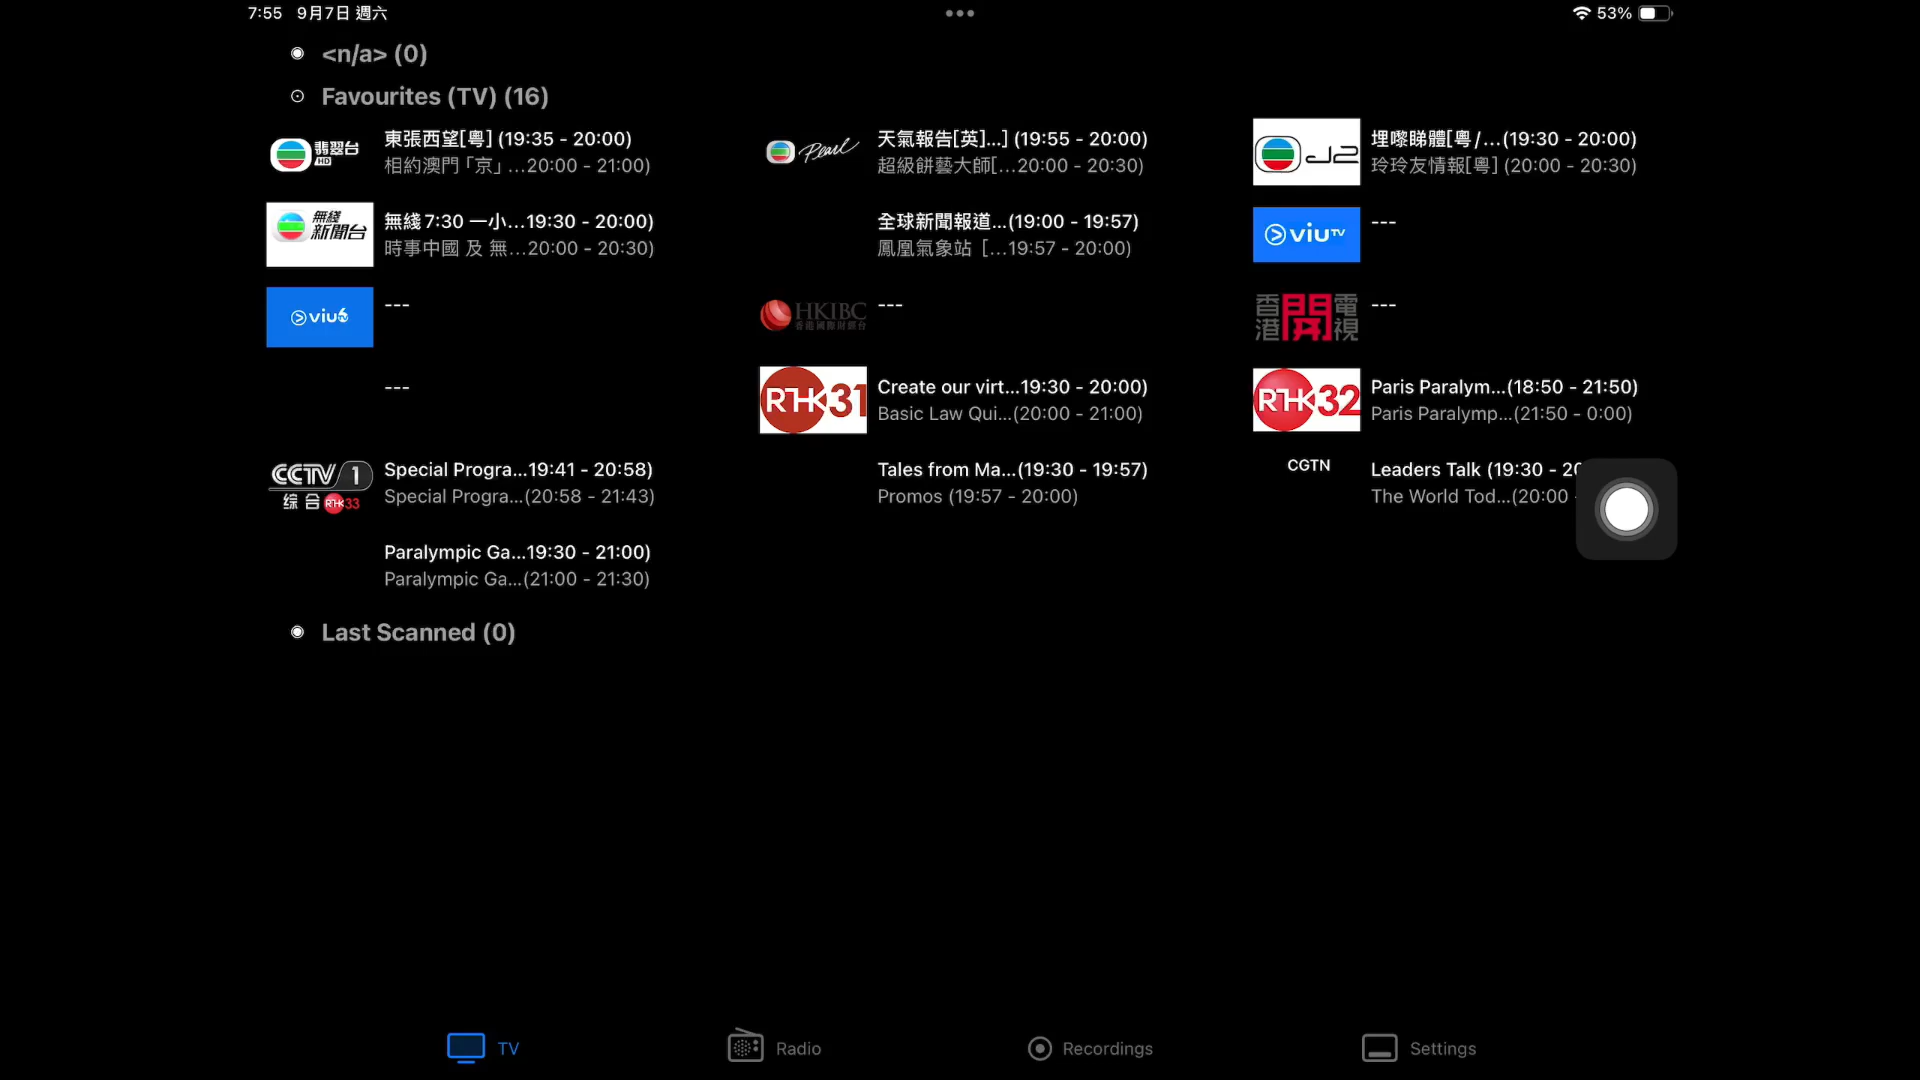 7:55 9月7日 週六
53%
<n/a> (0)
Favourites (TV) (16)
翡翠台
HD
東張西望[粵] (19:35 - 20:00)
相約澳門「京」...20:00 - 21:00)
Pearl
天氣報告[英]...] (19:55 - 20:00)
超級餅藝大師[...20:00 - 20:30)
J2
埋嚟睇體[粵/...(19:30 - 20:00)
玲玲友情報[粵] (20:00 - 20:30)
無綫
新聞台
無綫 7:30 一小...19:30 - 20:00)
時事中國 及 無...20:00 - 20:30)
全球新聞報道...(19:00 - 19:57)
鳳凰氣象站［...19:57 - 20:00)
viuTV
---
viu6
TV
---
HKIBC
香港國際財經台
---
香港開電視
---
---
RTHK31
Create our virt...19:30 - 20:00)
Basic Law Qui...(20:00 - 21:00)
RTHK32
Paris Paralym...(18:50 - 21:50)
Paris Paralymp...(21:50 - 0:00)
CCTV 1
综合 RTHK33
Special Progra...19:41 - 20:58)
Special Progra...(20:58 - 21:43)
Tales from Ma...(19:30 - 19:57)
Promos (19:57 - 20:00)
CGTN
Leaders Talk (19:30 - 20
The World Tod...(20:00 -
Paralympic Ga...19:30 - 21:00)
Paralympic Ga...(21:00 - 21:30)
Last Scanned (0)
TV
Radio
Recordings
Settings